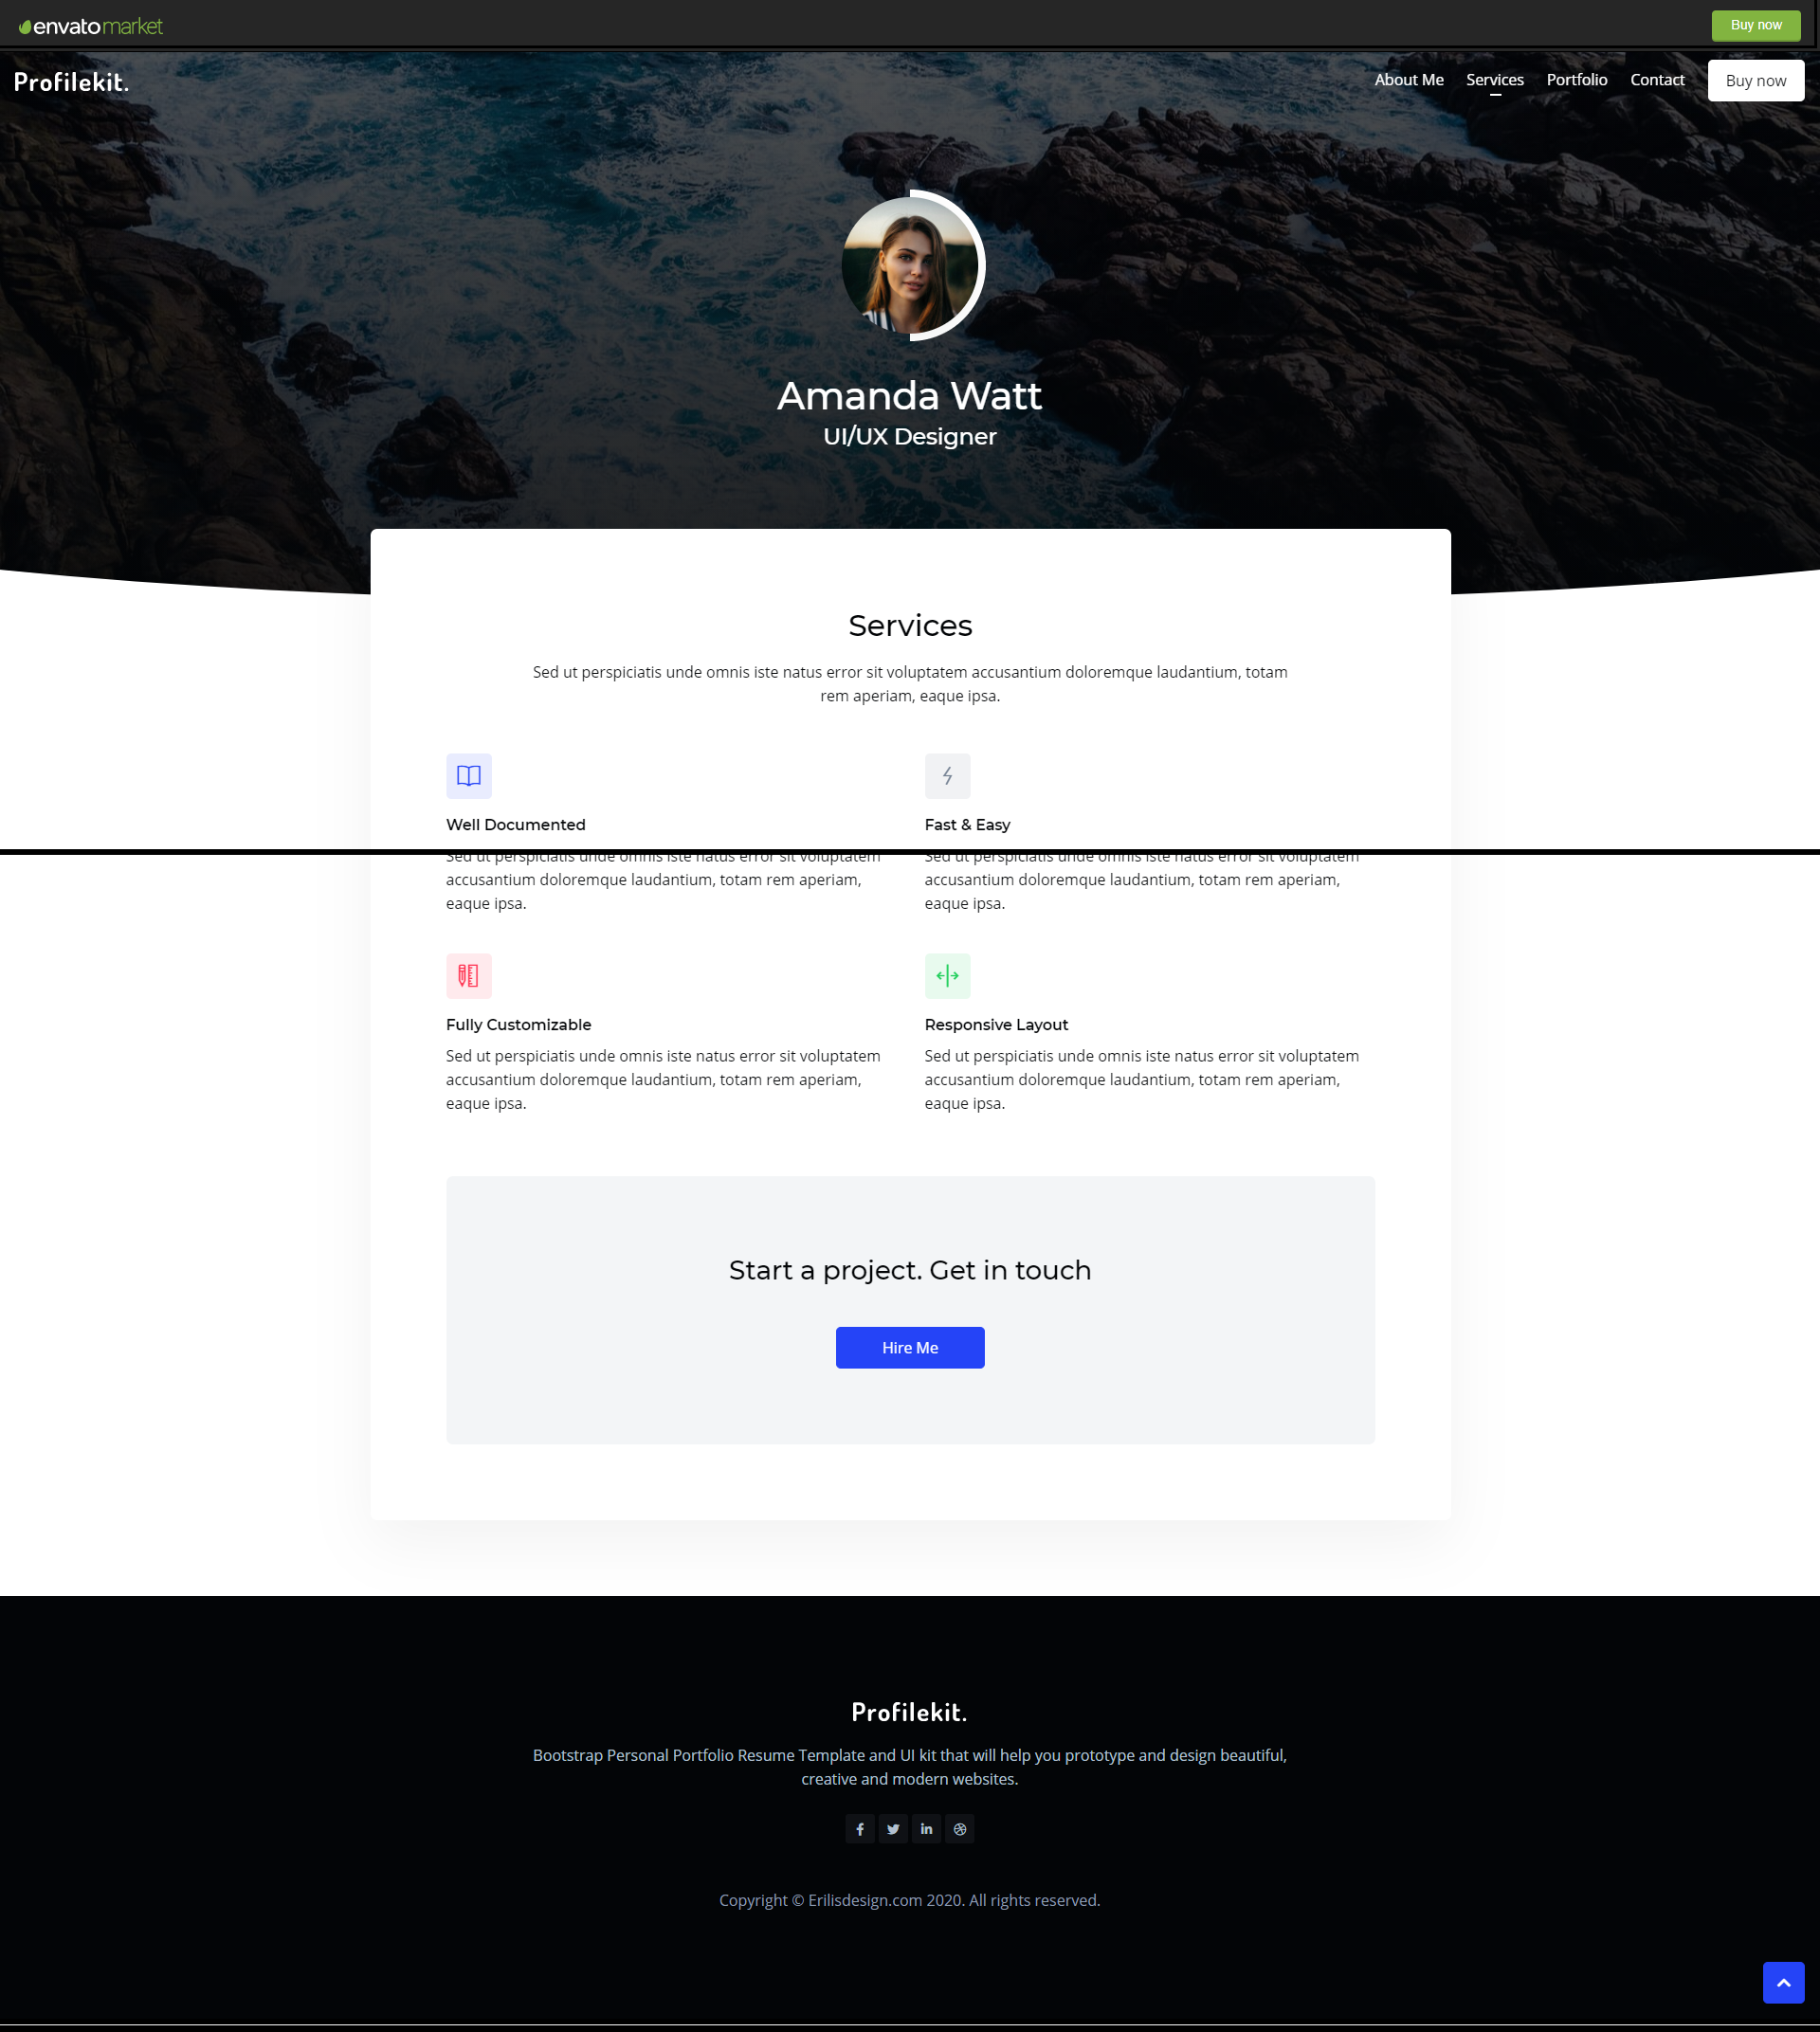 envatomarket
Buy now
Profilekit.
About Me
Services
Portfolio
Contact
Buy now
Amanda Watt
UI/UX Designer
Services
Sed ut perspiciatis unde omnis iste natus error sit voluptatem accusantium doloremque laudantium, totam
rem aperiam, eaque ipsa.
Well Documented
Sed ut perspiciatis unde omnis iste natus error sit voluptatem
accusantium doloremque laudantium, totam rem aperiam,
eaque ipsa.
Fast & Easy
Sed ut perspiciatis unde omnis iste natus error sit voluptatem
accusantium doloremque laudantium, totam rem aperiam,
eaque ipsa.
Fully Customizable
Sed ut perspiciatis unde omnis iste natus error sit voluptatem
accusantium doloremque laudantium, totam rem aperiam,
eaque ipsa.
Responsive Layout
Sed ut perspiciatis unde omnis iste natus error sit voluptatem
accusantium doloremque laudantium, totam rem aperiam,
eaque ipsa.
Start a project. Get in touch
Hire Me
Profilekit.
Bootstrap Personal Portfolio Resume Template and UI kit that will help you prototype and design beautiful,
creative and modern websites.
Copyright © Erilisdesign.com 2020. All rights reserved.